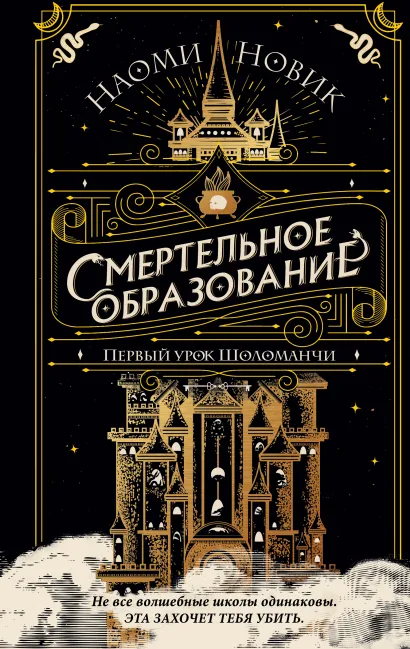 Наоми Новик
Смертельное
образование
Первый урок Шоломанчи
Не все волшебные школы одинаковы.
ЭТА ЗАХОЧЕТ ТЕБЯ УБИТЬ.